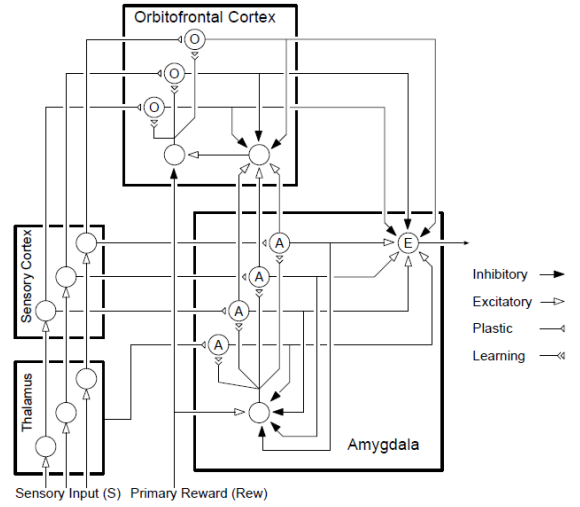 Orbitofrontal Cortex
O
O
O
Sensory Cortex
A
E
A
A
A
Inhibitory
Excitatory
Plastic
Learning
Thalamus
Amygdala
Sensory Input (S)
Primary Reward (Rew)